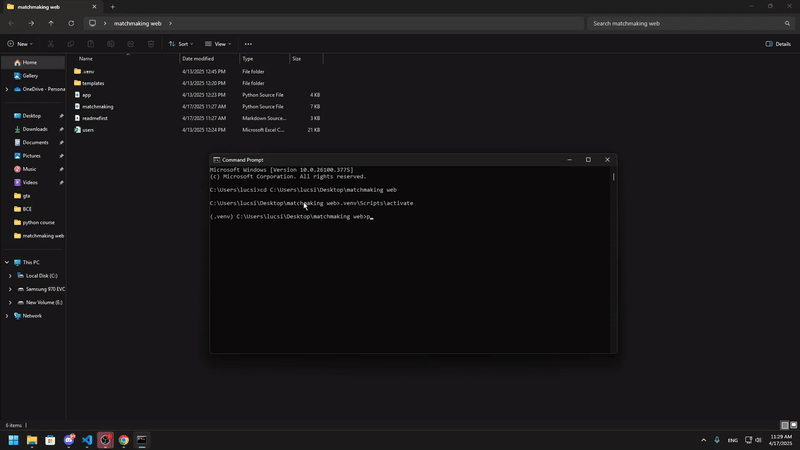 matchmaking web
matchmaking web
Search matchmaking web
New
Sort
View
Details
Home
Gallery
OneDrive - Persona
Desktop
Downloads
Documents
Pictures
Music
Videos
gta
BCE
python course
matchmaking web
This PC
Local Disk (C:)
Samsung 970 EVC
New Volume (E:)
Network
Name Date modified Type Size
.venv 4/13/2025 12:45 PM File folder
templates 4/13/2025 12:20 PM File folder
app 4/13/2025 12:23 PM Python Source File 4 KB
matchmaking 4/17/2025 11:27 AM Python Source File 7 KB
readmefirst 4/17/2025 11:27 AM Markdown Sourc... 3 KB
users 4/13/2025 12:24 PM Microsoft Excel C... 21 KB
Command Prompt
Microsoft Windows [Version 10.0.26100.3775]
(c) Microsoft Corporation. All rights reserved.
C:\Users\lucsi>cd C:\Users\lucsi\Desktop\matchmaking web
C:\Users\lucsi\Desktop\matchmaking web>.venv\Scripts\activate
(.venv) C:\Users\lucsi\Desktop\matchmaking web>p_
6 items
ENG
11:29 AM
4/17/2025